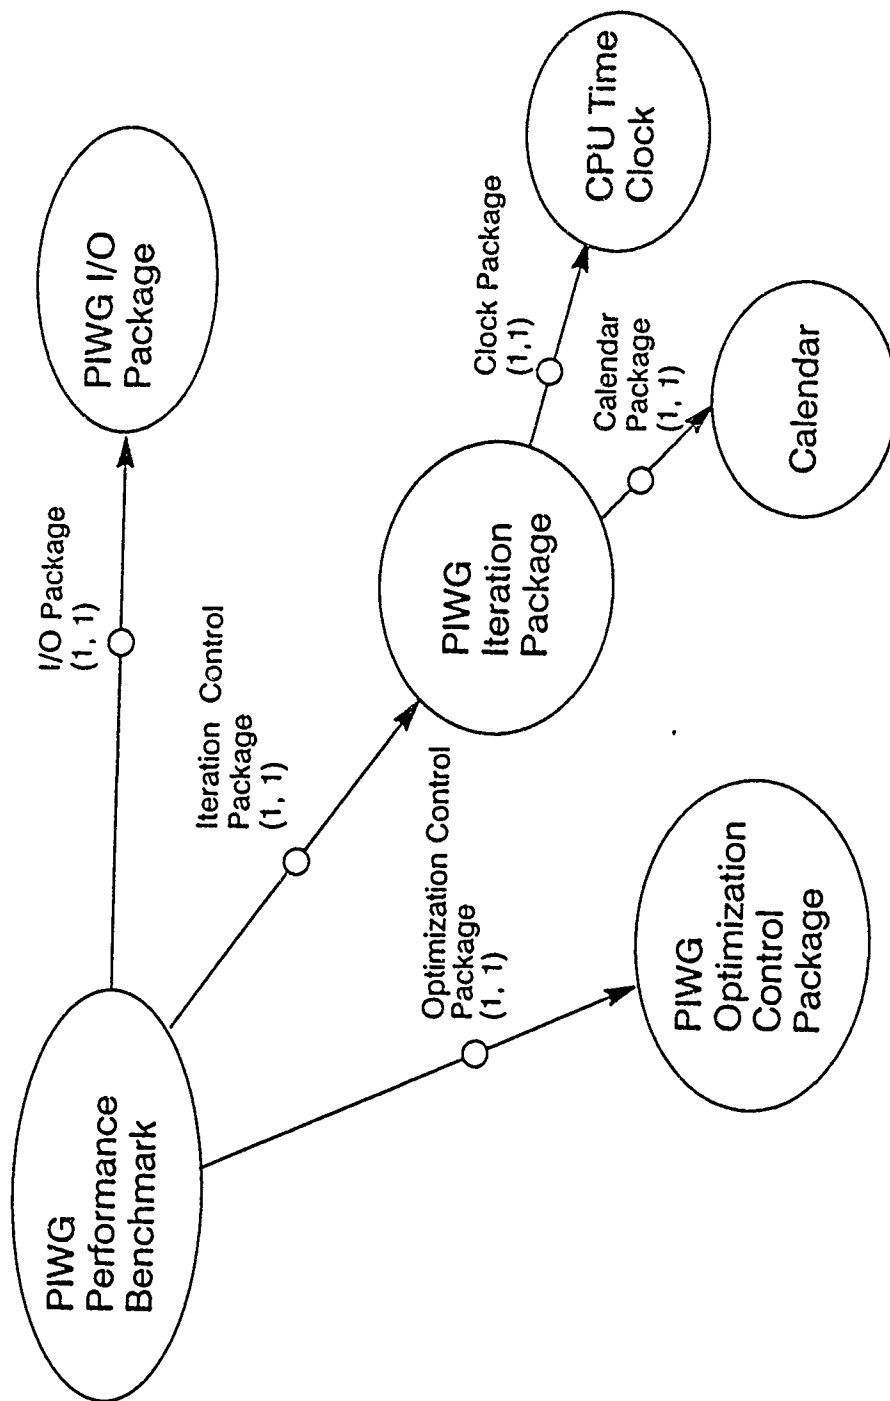 PIWG
Performance
Benchmark
I/O Package
(1, 1)
PIWG I/O
Package
Iteration Control
Package
(1, 1)
Optimization Control
Package
(1, 1)
PIWG
Iteration
Package
Clock Package
(1,1)
CPU Time
Clock
Calendar
Package
(1, 1)
Calendar
PIWG
Optimization
Control
Package